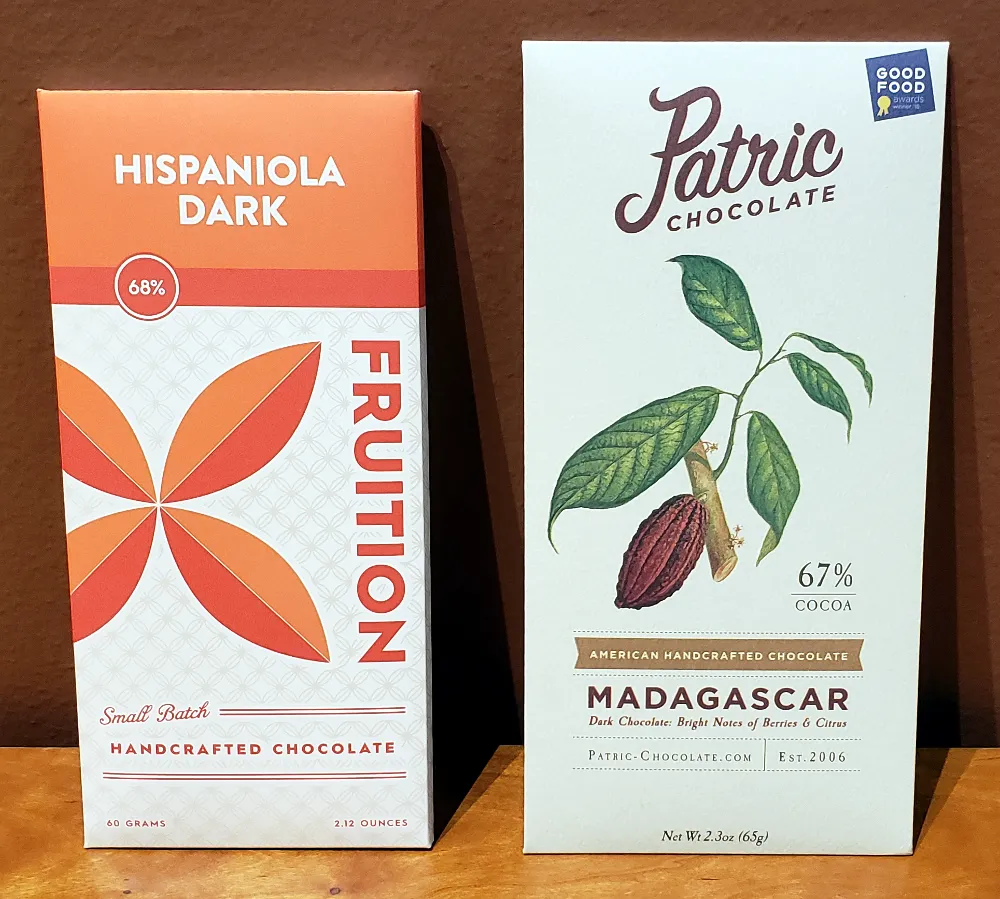 HISPANIOLA
DARK
68%
FRUITION
Small Batch
HANDCRAFTED CHOCOLATE
60 GRAMS
2.12 OUNCES
GOOD
FOOD
awards
winner '18
Patric
CHOCOLATE
67%
COCOA
AMERICAN HANDCRAFTED CHOCOLATE
MADAGASCAR
Dark Chocolate: Bright Notes of Berries & Citrus
PATRIC-CHOCOLATE.COM
EST. 2006
Net Wt 2.3oz (65g)